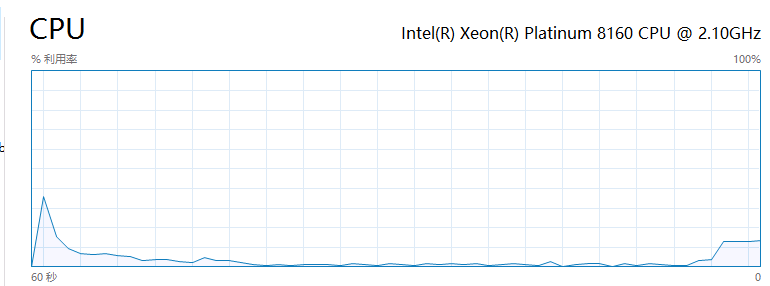 CPU
Intel(R) Xeon(R) Platinum 8160 CPU @ 2.10GHz
% 利用率
100%
60 秒
0